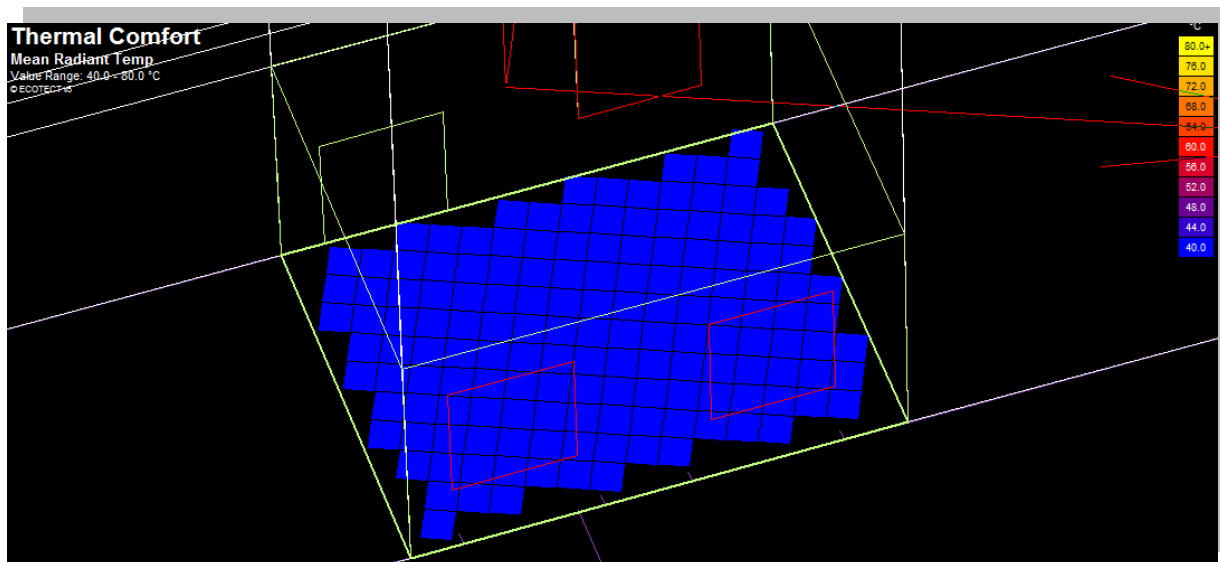 Thermal Comfort
Mean Radiant Temp
Value Range: 40.0 - 80.0 °C
© ECOTECT v5
°C
80.0+
76.0
72.0
68.0
64.0
60.0
56.0
52.0
48.0
44.0
40.0